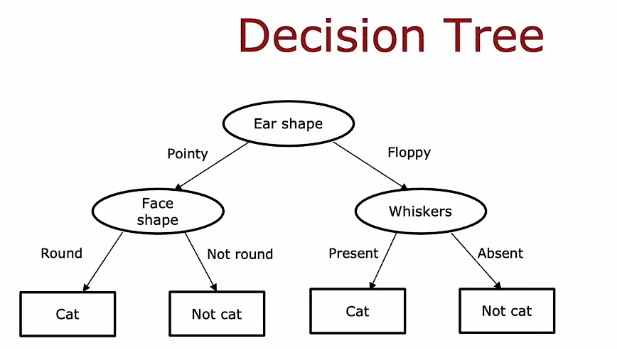 Decision Tree
Ear shape
Pointy
Floppy
Face
shape
Whiskers
Round
Not round
Present
Absent
Cat
Not cat
Cat
Not cat